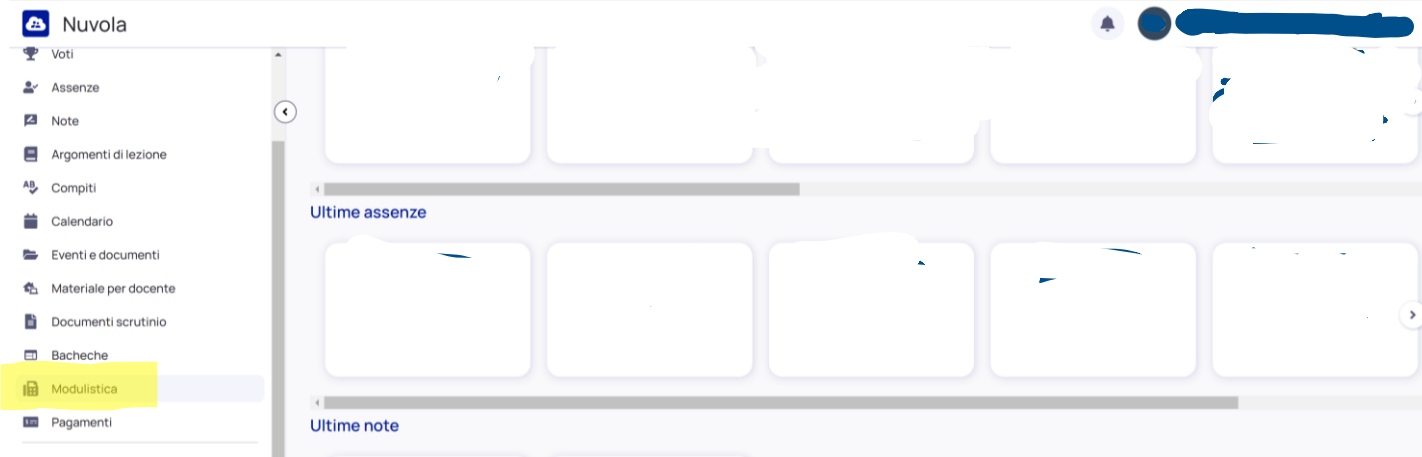 Nuvola
Voti
Assenze
Note
Argomenti di lezione
Compiti
Calendario
Eventi e documenti
Materiale per docente
Documenti scrutinio
Bacheche
Modulistica
Pagamenti
Ultime assenze
Ultime note